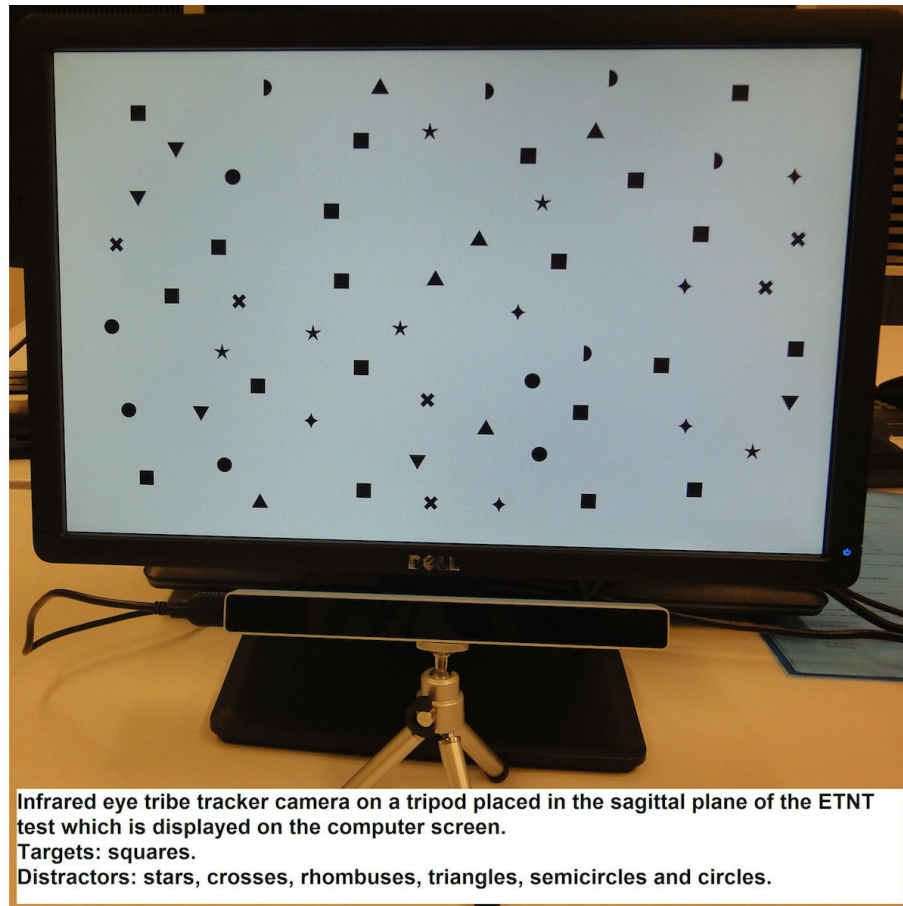 DELL
Infrared eye tribe tracker camera on a tripod placed in the sagittal plane of the ETNT
test which is displayed on the computer screen.
Targets: squares.
Distractors: stars, crosses, rhombuses, triangles, semicircles and circles.